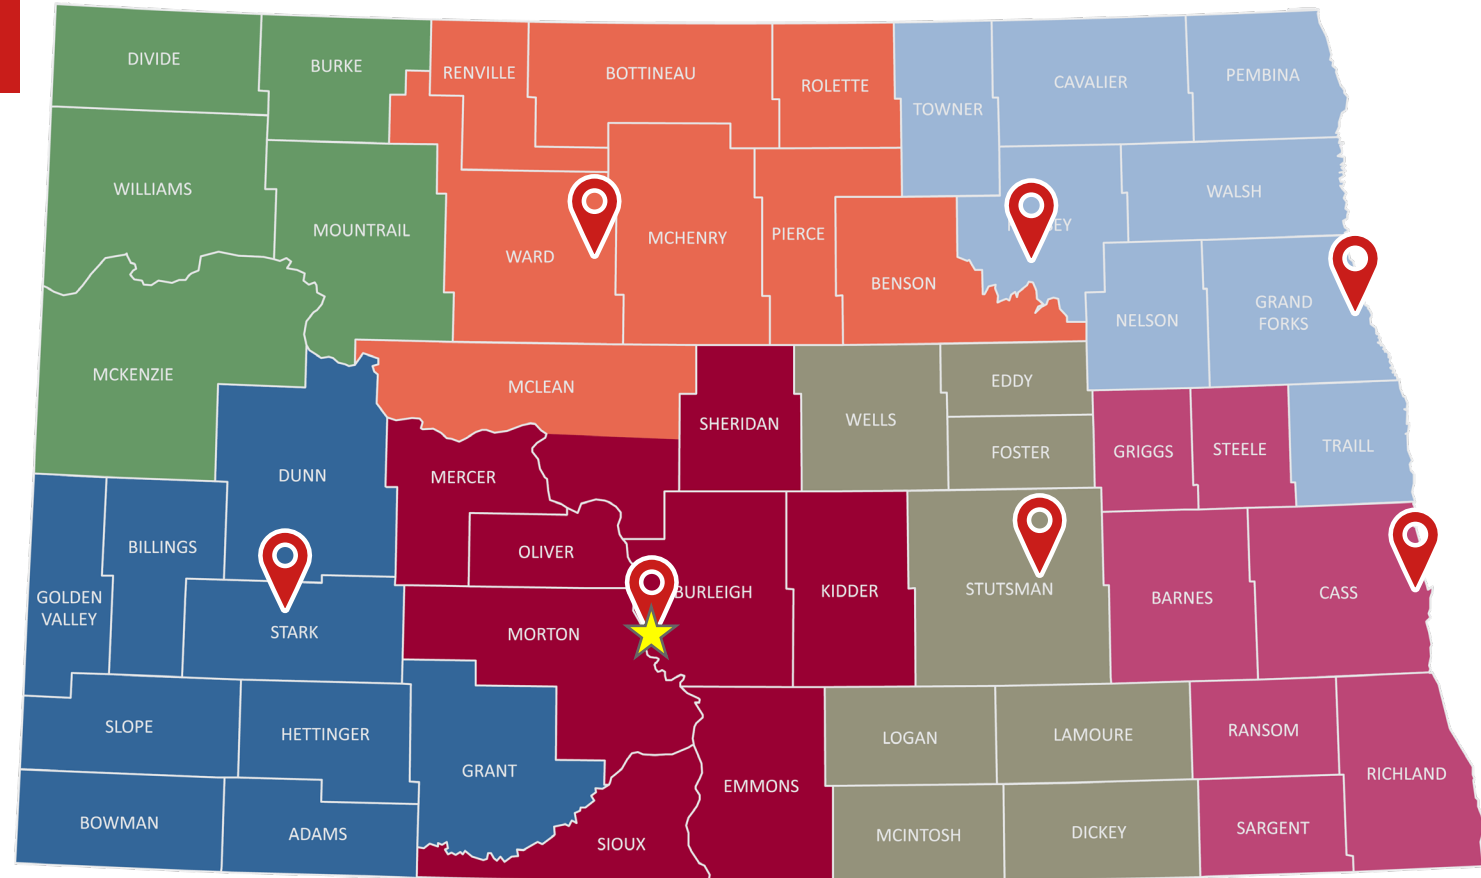 DIVIDE
BURKE
RENVILLE
BOTTINEAU
ROLETTE
TOWNER
CAVALIER
PEMBINA
WILLIAMS
MOUNTRAIL
WARD
MCHENRY
PIERCE
BENSON
WALSH
NELSON
GRAND
FORKS
MCKENZIE
MCLEAN
SHERIDAN
WELLS
EDDY
FOSTER
GRIGGS
STEELE
TRAILL
DUNN
MERCER
OLIVER
BILLINGS
GOLDEN
VALLEY
STARK
MORTON
BURLEIGH
KIDDER
STUTSMAN
BARNES
CASS
SLOPE
HETTINGER
GRANT
EMMONS
LOGAN
LAMOURE
RANSOM
RICHLAND
BOWMAN
ADAMS
SIOUX
MCINTOSH
DICKEY
SARGENT